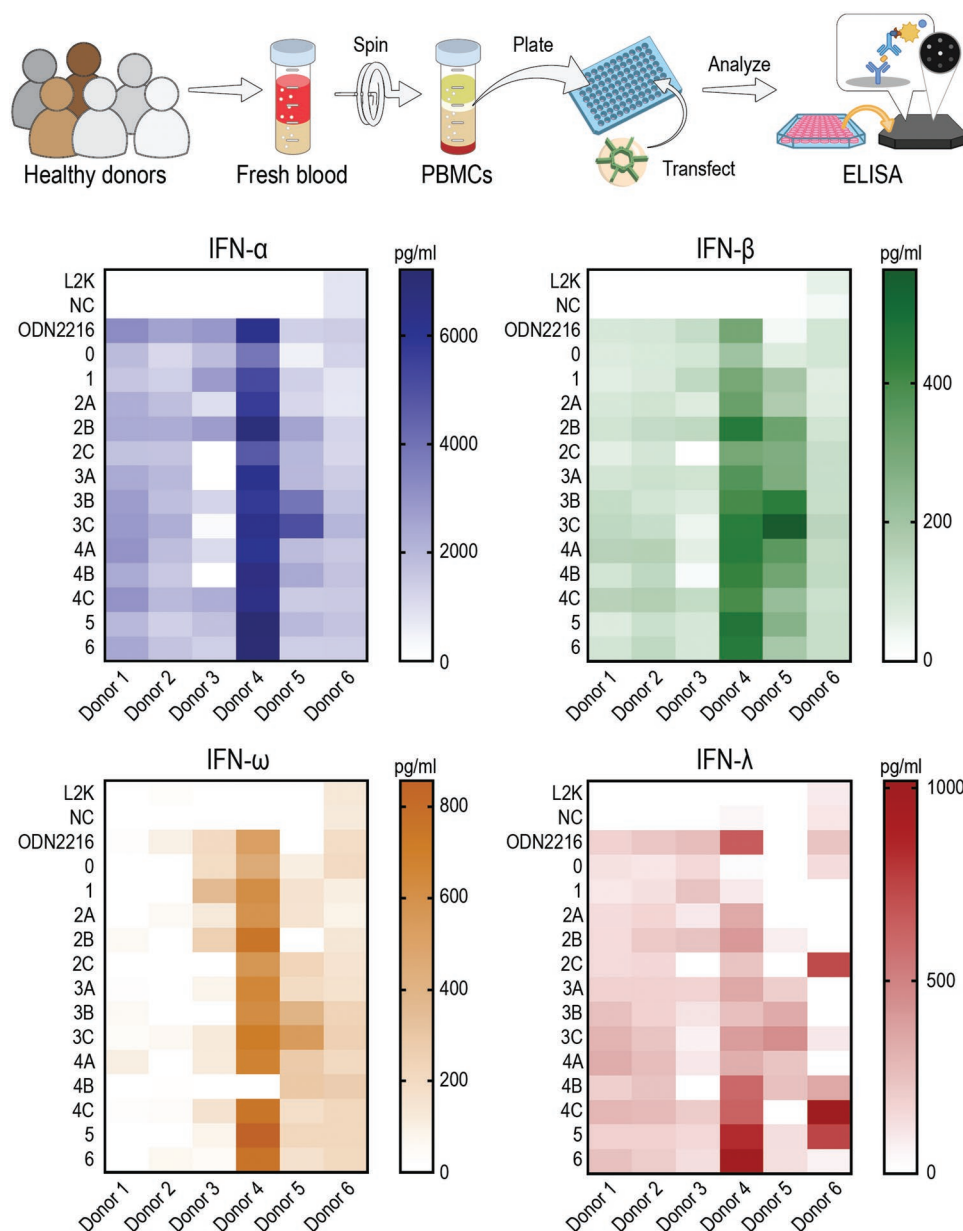 Spin
Plate
Analyze
Transfect
Healthy donors
Fresh blood
PBMCs
ELISA
IFN-α
pg/ml
L2K
NC
ODN2216
0
1
2A
2B
2C
3A
3B
3C
4A
4B
4C
5
6
6000
4000
2000
0
Donor 1
Donor 2
Donor 3
Donor 4
Donor 5
Donor 6
IFN-β
pg/ml
L2K
NC
ODN2216
0
1
2A
2B
2C
3A
3B
3C
4A
4B
4C
5
6
400
200
0
Donor 1
Donor 2
Donor 3
Donor 4
Donor 5
Donor 6
IFN-ω
pg/ml
L2K
NC
ODN2216
0
1
2A
2B
2C
3A
3B
3C
4A
4B
4C
5
6
800
600
400
200
0
Donor 1
Donor 2
Donor 3
Donor 4
Donor 5
Donor 6
IFN-λ
pg/ml
L2K
NC
ODN2216
0
1
2A
2B
2C
3A
3B
3C
4A
4B
4C
5
6
1000
500
0
Donor 1
Donor 2
Donor 3
Donor 4
Donor 5
Donor 6